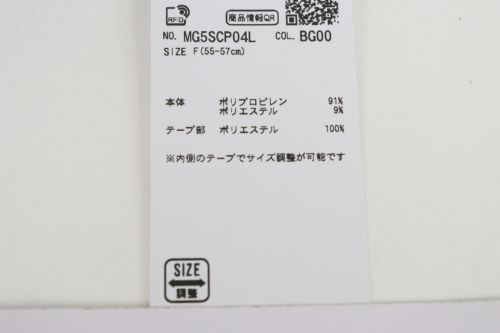 RFID 商品情報QR
NO. MG5SCP04L COL. BG00
SIZE F(55-57cm)
本体 ポリプロピレン 91%
ポリエステル 9%
テープ部 ポリエステル 100%
※内側のテープでサイズ調整が可能です
SIZE
調整